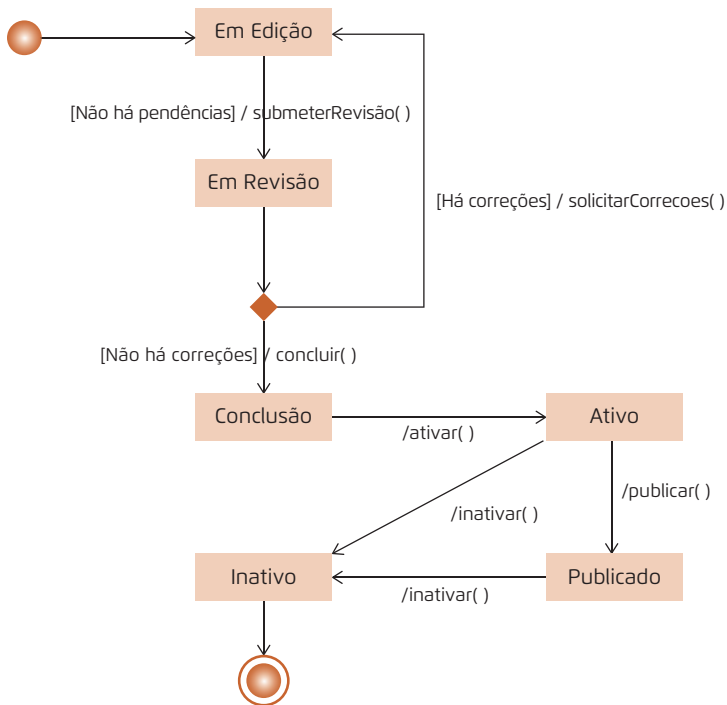 Em Edição
[Não há pendências] / submeterRevisão( )
Em Revisão
[Há correções] / solicitarCorrecoes( )
[Não há correções] / concluir( )
Conclusão
/ativar( )
Ativo
/publicar( )
/inativar( )
Inativo
/inativar( )
Publicado